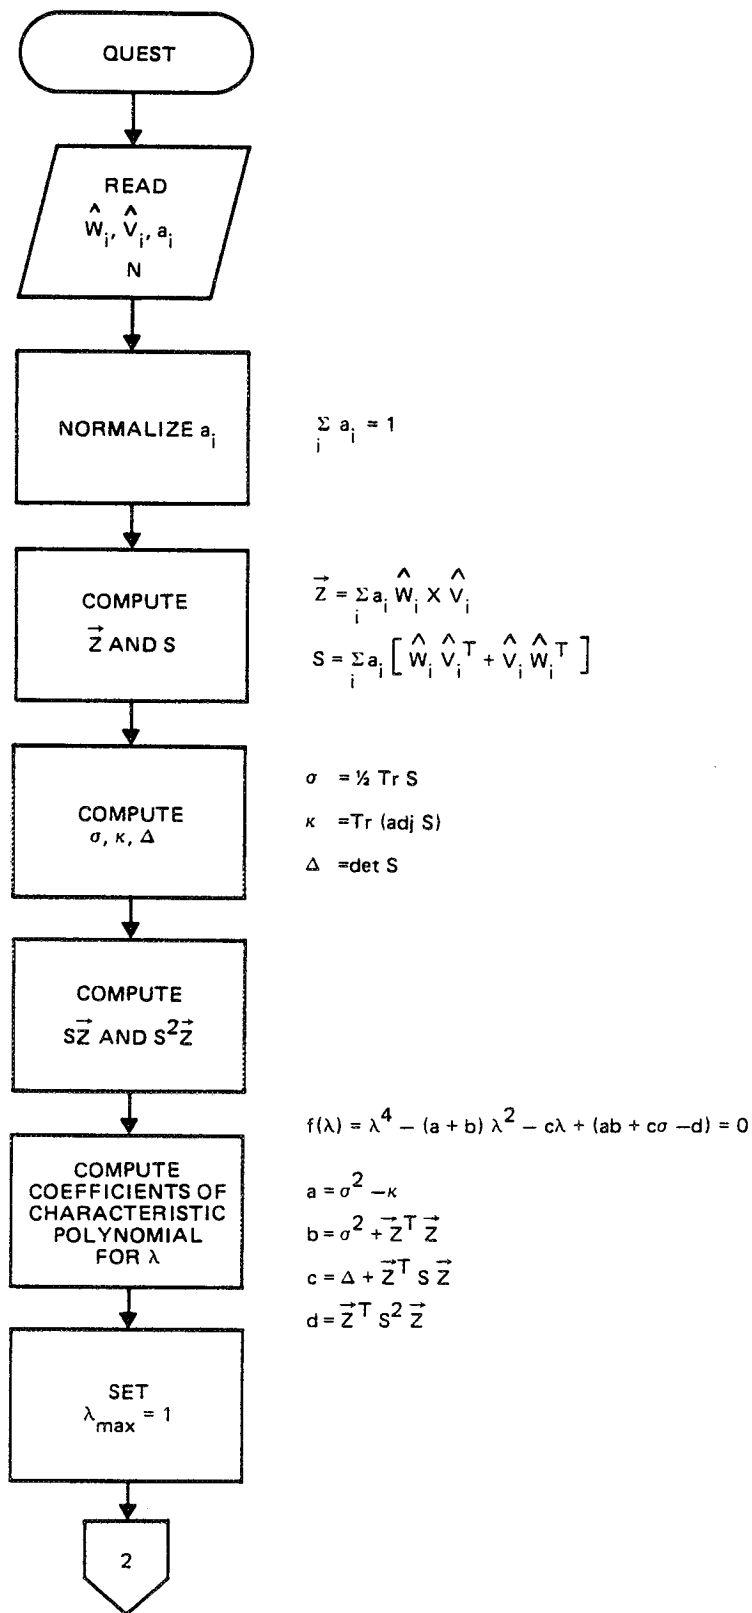 QUEST
READ
Ŵᵢ, V̂ᵢ, aᵢ
N
NORMALIZE aᵢ
Σᵢ aᵢ = 1
COMPUTE
Z⃗ AND S
Z⃗ = Σᵢ aᵢ Ŵᵢ X V̂ᵢ
S = Σᵢ aᵢ [ Ŵᵢ V̂ᵢᵀ + V̂ᵢ Ŵᵢᵀ ]
COMPUTE
σ, κ, Δ
σ = ½ Tr S
κ =Tr (adj S)
Δ =det S
COMPUTE
SZ⃗ AND S²Z⃗
COMPUTE
COEFFICIENTS OF
CHARACTERISTIC
POLYNOMIAL
FOR λ
f(λ) = λ⁴ − (a + b) λ² − cλ + (ab + cσ −d) = 0
a = σ² −κ
b = σ² + Z⃗ᵀ Z⃗
c = Δ + Z⃗ᵀ S Z⃗
d = Z⃗ᵀ S² Z⃗
SET
λmax = 1
2